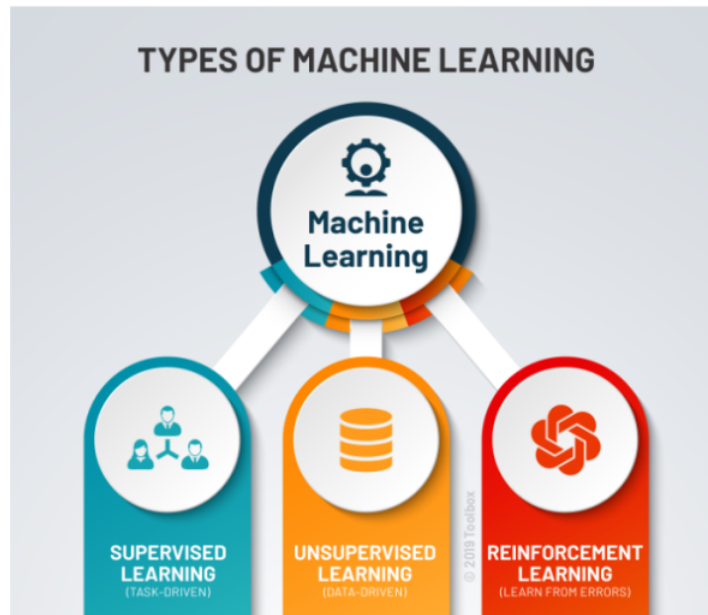 TYPES OF MACHINE LEARNING
Machine
Learning
SUPERVISED
LEARNING
(TASK-DRIVEN)
UNSUPERVISED
LEARNING
(DATA-DRIVEN)
© 2019 Toolbox
REINFORCEMENT
LEARNING
(LEARN FROM ERRORS)